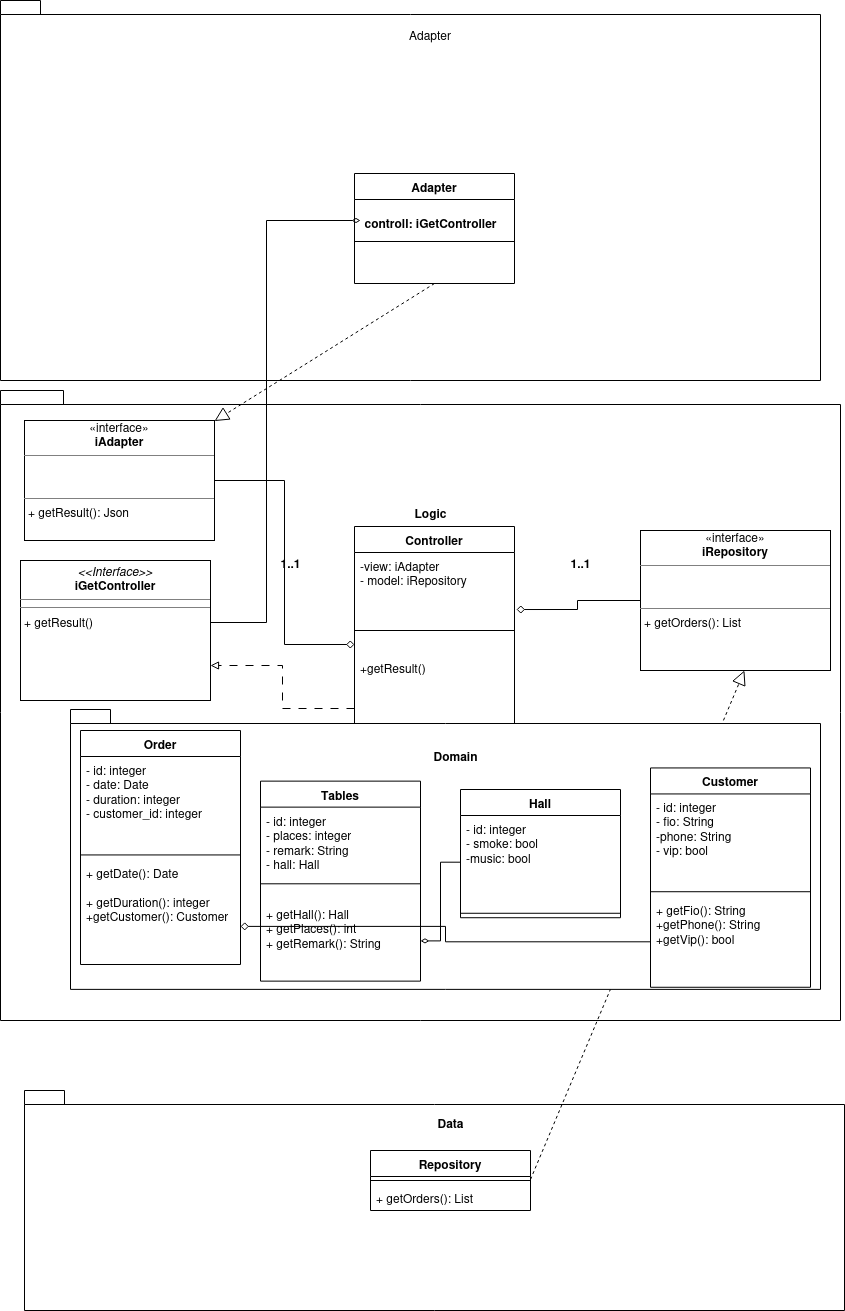 Adapter
Adapter
controll: iGetController
«interface»
iAdapter
+ getResult(): Json
<<Interface>>
iGetController
+ getResult()
1..1
Logic
Controller
-view: iAdapter
- model: iRepository
+getResult()
1..1
«interface»
iRepository
+ getOrders(): List
Domain
Order
- id: integer
- date: Date
- duration: integer
- customer_id: integer
+ getDate(): Date
+ getDuration(): integer
+getCustomer(): Customer
Tables
- id: integer
- places: integer
- remark: String
- hall: Hall
+ getHall(): Hall
+ getPlaces(): int
+ getRemark(): String
Hall
- id: integer
- smoke: bool
-music: bool
Customer
- id: integer
- fio: String
-phone: String
- vip: bool
+ getFio(): String
+getPhone(): String
+getVip(): bool
Data
Repository
+ getOrders(): List